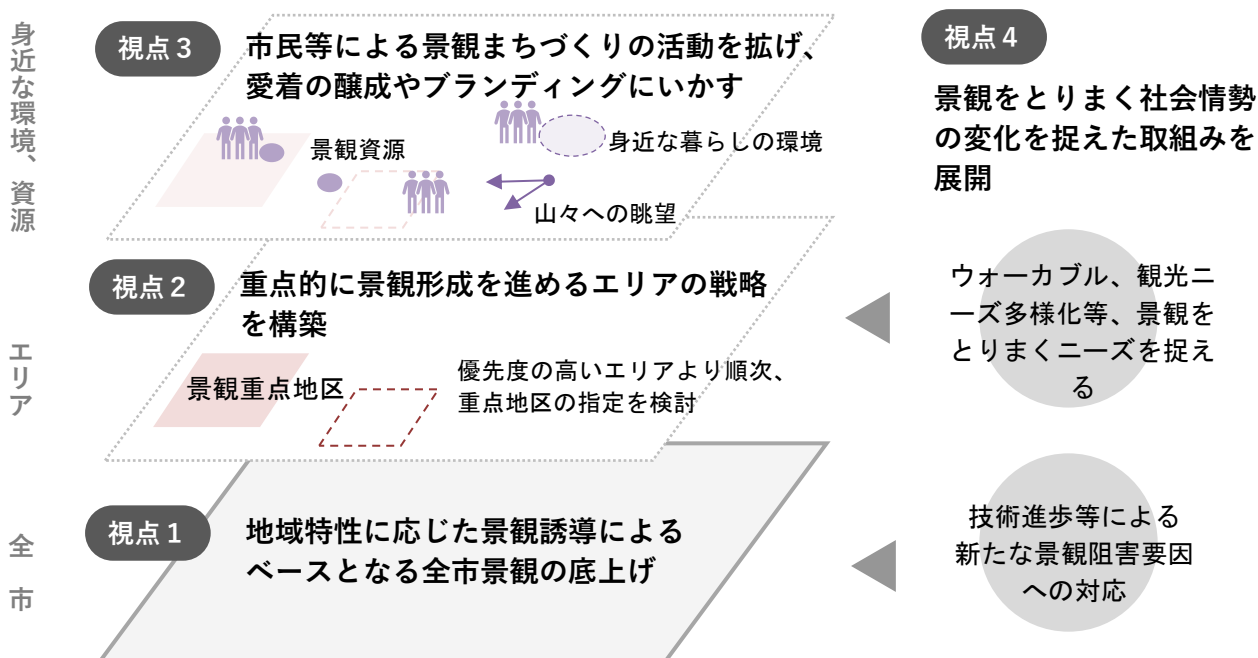 身近な環境、資源
視点３
市民等による景観まちづくりの活動を拡げ、
愛着の醸成やブランディングにいかす
景観資源
身近な暮らしの環境
山々への眺望
エリア
視点２
重点的に景観形成を進めるエリアの戦略
を構築
景観重点地区
優先度の高いエリアより順次、
重点地区の指定を検討
全市
視点１
地域特性に応じた景観誘導による
ベースとなる全市景観の底上げ
視点４
景観をとりまく社会情勢
の変化を捉えた取組みを
展開
ウォーカブル、観光ニ
ーズ多様化等、景観を
とりまくニーズを捉え
る
技術進歩等による
新たな景観阻害要因
への対応